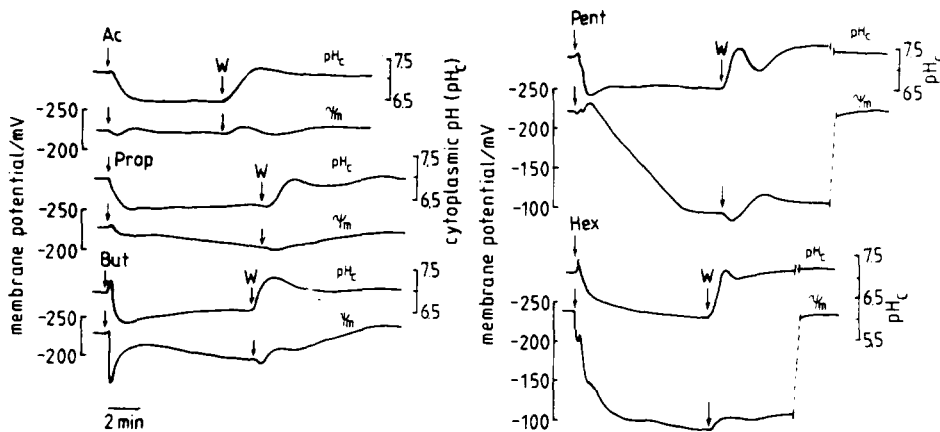 Ac
W
pHc
7.5
6.5
-250
-200
Ψm
Prop
W
pHc
7.5
6.5
-250
-200
Ψm
But
W
pHc
7.5
6.5
-250
-200
Ψm
2 min
membrane potential/mV
cytoplasmic pH (pHc)
Pent
W
pHc
7.5
6.5
pHc
-250
-200
-150
-100
Ψm
Hex
W
pHc
7.5
6.5
5.5
pHc
-250
-200
-150
-100
Ψm
membrane potential/mV